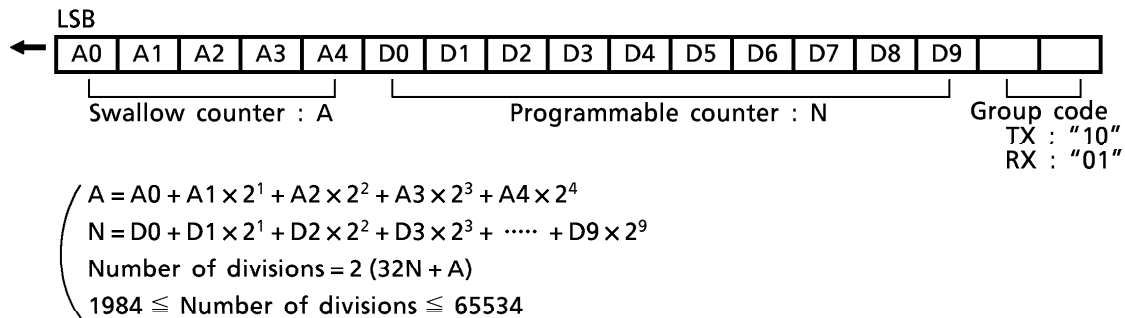 LSB
A0 A1 A2 A3 A4 D0 D1 D2 D3 D4 D5 D6 D7 D8 D9
Swallow counter : A
Programmable counter : N
Group code
TX : “10”
RX : “01”
A = A0 + A1 × 2¹ + A2 × 2² + A3 × 2³ + A4 × 2⁴
N = D0 + D1 × 2¹ + D2 × 2² + D3 × 2³ + ····· + D9 × 2⁹
Number of divisions = 2 (32N + A)
1984 ≦ Number of divisions ≦ 65534